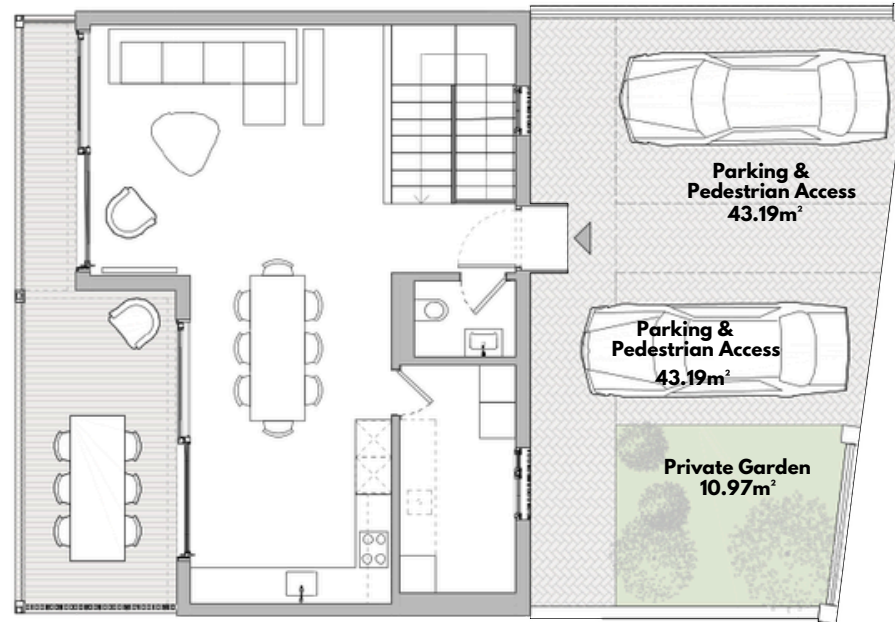 Parking &
Pedestrian Access
43.19m²
Parking &
Pedestrian Access
43.19m²
Private Garden
10.97m²